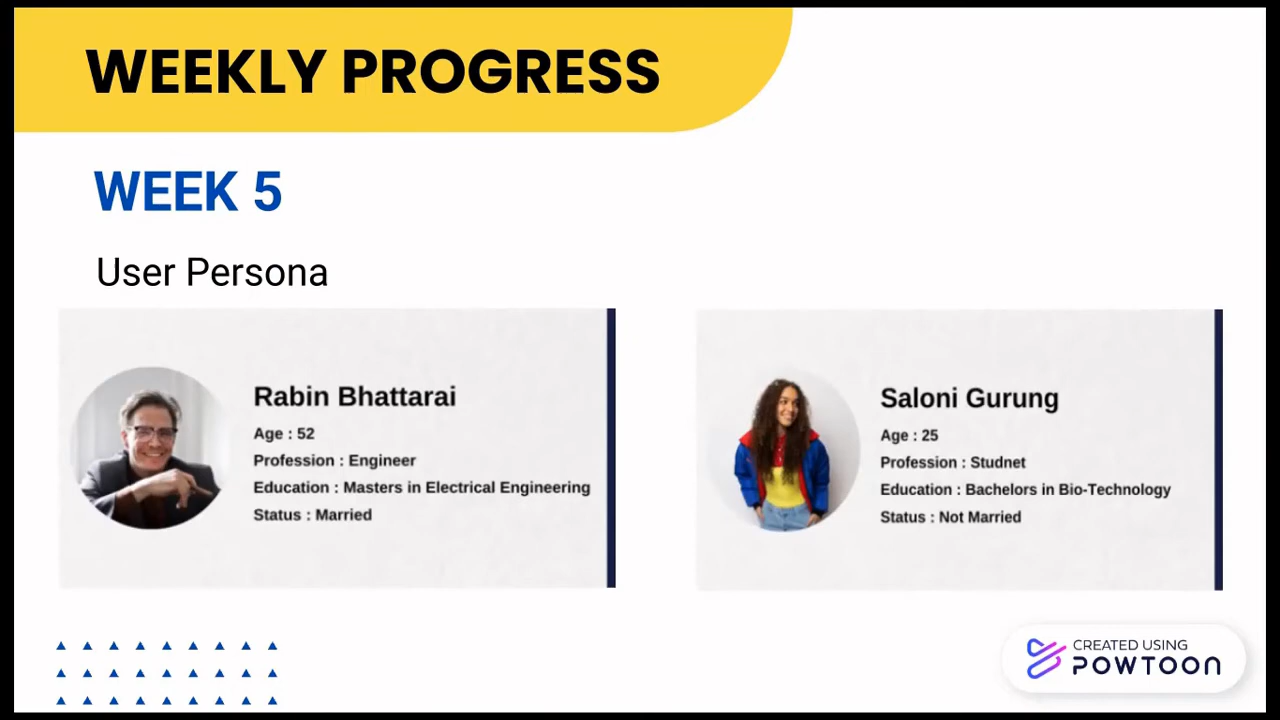 WEEKLY PROGRESS
WEEK 5
User Persona
Rabin Bhattarai
Age : 52
Profession : Engineer
Education : Masters in Electrical Engineering
Status : Married
Saloni Gurung
Age : 25
Profession : Studnet
Education : Bachelors in Bio-Technology
Status : Not Married
CREATED USING
POWTOON